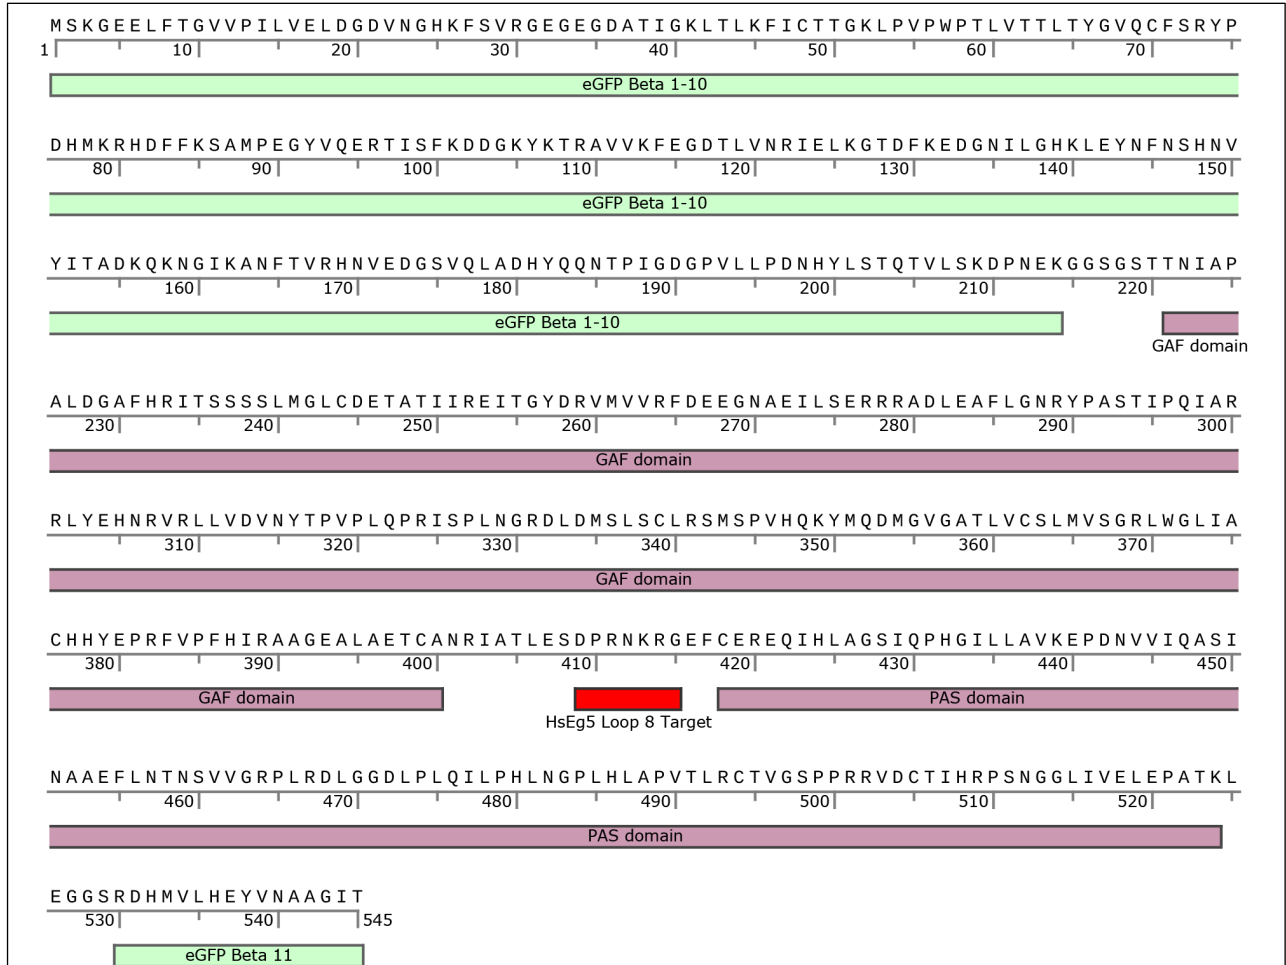 MSKGEELFTGVVPILVELDGDVNGHKFSVRGEGEGDATIGKLTLKFICTTGKLPVPWPTLVTTLTYGVQCFSRYP
1 10 20 30 40 50 60 70
eGFP Beta 1-10
DHMKRHDFFKSAMPEGYVQERTISFKDDGKYKTRAVVKFEGDTLVNRIELKGTDFKEDGNILGHKLEYNFNSHNV
80 90 100 110 120 130 140 150
eGFP Beta 1-10
YITADKQKNGIKANFTVRHNVEDGSVQLADHYQQNTPIGDGPVLLPDNHYLSTQTVLSKDPNEKGGSGSTTNIAP
160 170 180 190 200 210 220
eGFP Beta 1-10
GAF domain
ALDGAFHRITSSSSLMGLCDETATIIREITGYDRVMVVRFDEEGNAEILSERRRADLEAFLGNRYPASTIPQIAR
230 240 250 260 270 280 290 300
GAF domain
RLYEHNRVRLLVDVNYTPVPLQPRISPLNGRDLDMSLSCLRSMSPVHQKYMQDMGVGATLVCSLMVSGRLWGLIA
310 320 330 340 350 360 370
GAF domain
CHHYEPRFVPFHIRAAGEALAETCANRIATLESDPRNKRGEFCEREQIHLAGSIQPHGILLAVKEPDNVVIQASI
380 390 400 410 420 430 440 450
GAF domain PAS domain
HsEg5 Loop 8 Target
NAAEFLNTNSVVGRPLRDLGGDLPLQILPHLNGPLHLAPVTLRCTVGSPPRRVDCTIHRPSNGGLIVELEPATKL
460 470 480 490 500 510 520
PAS domain
EGGSRDHMVLHEYVNAAGIT
530 540 545
eGFP Beta 11